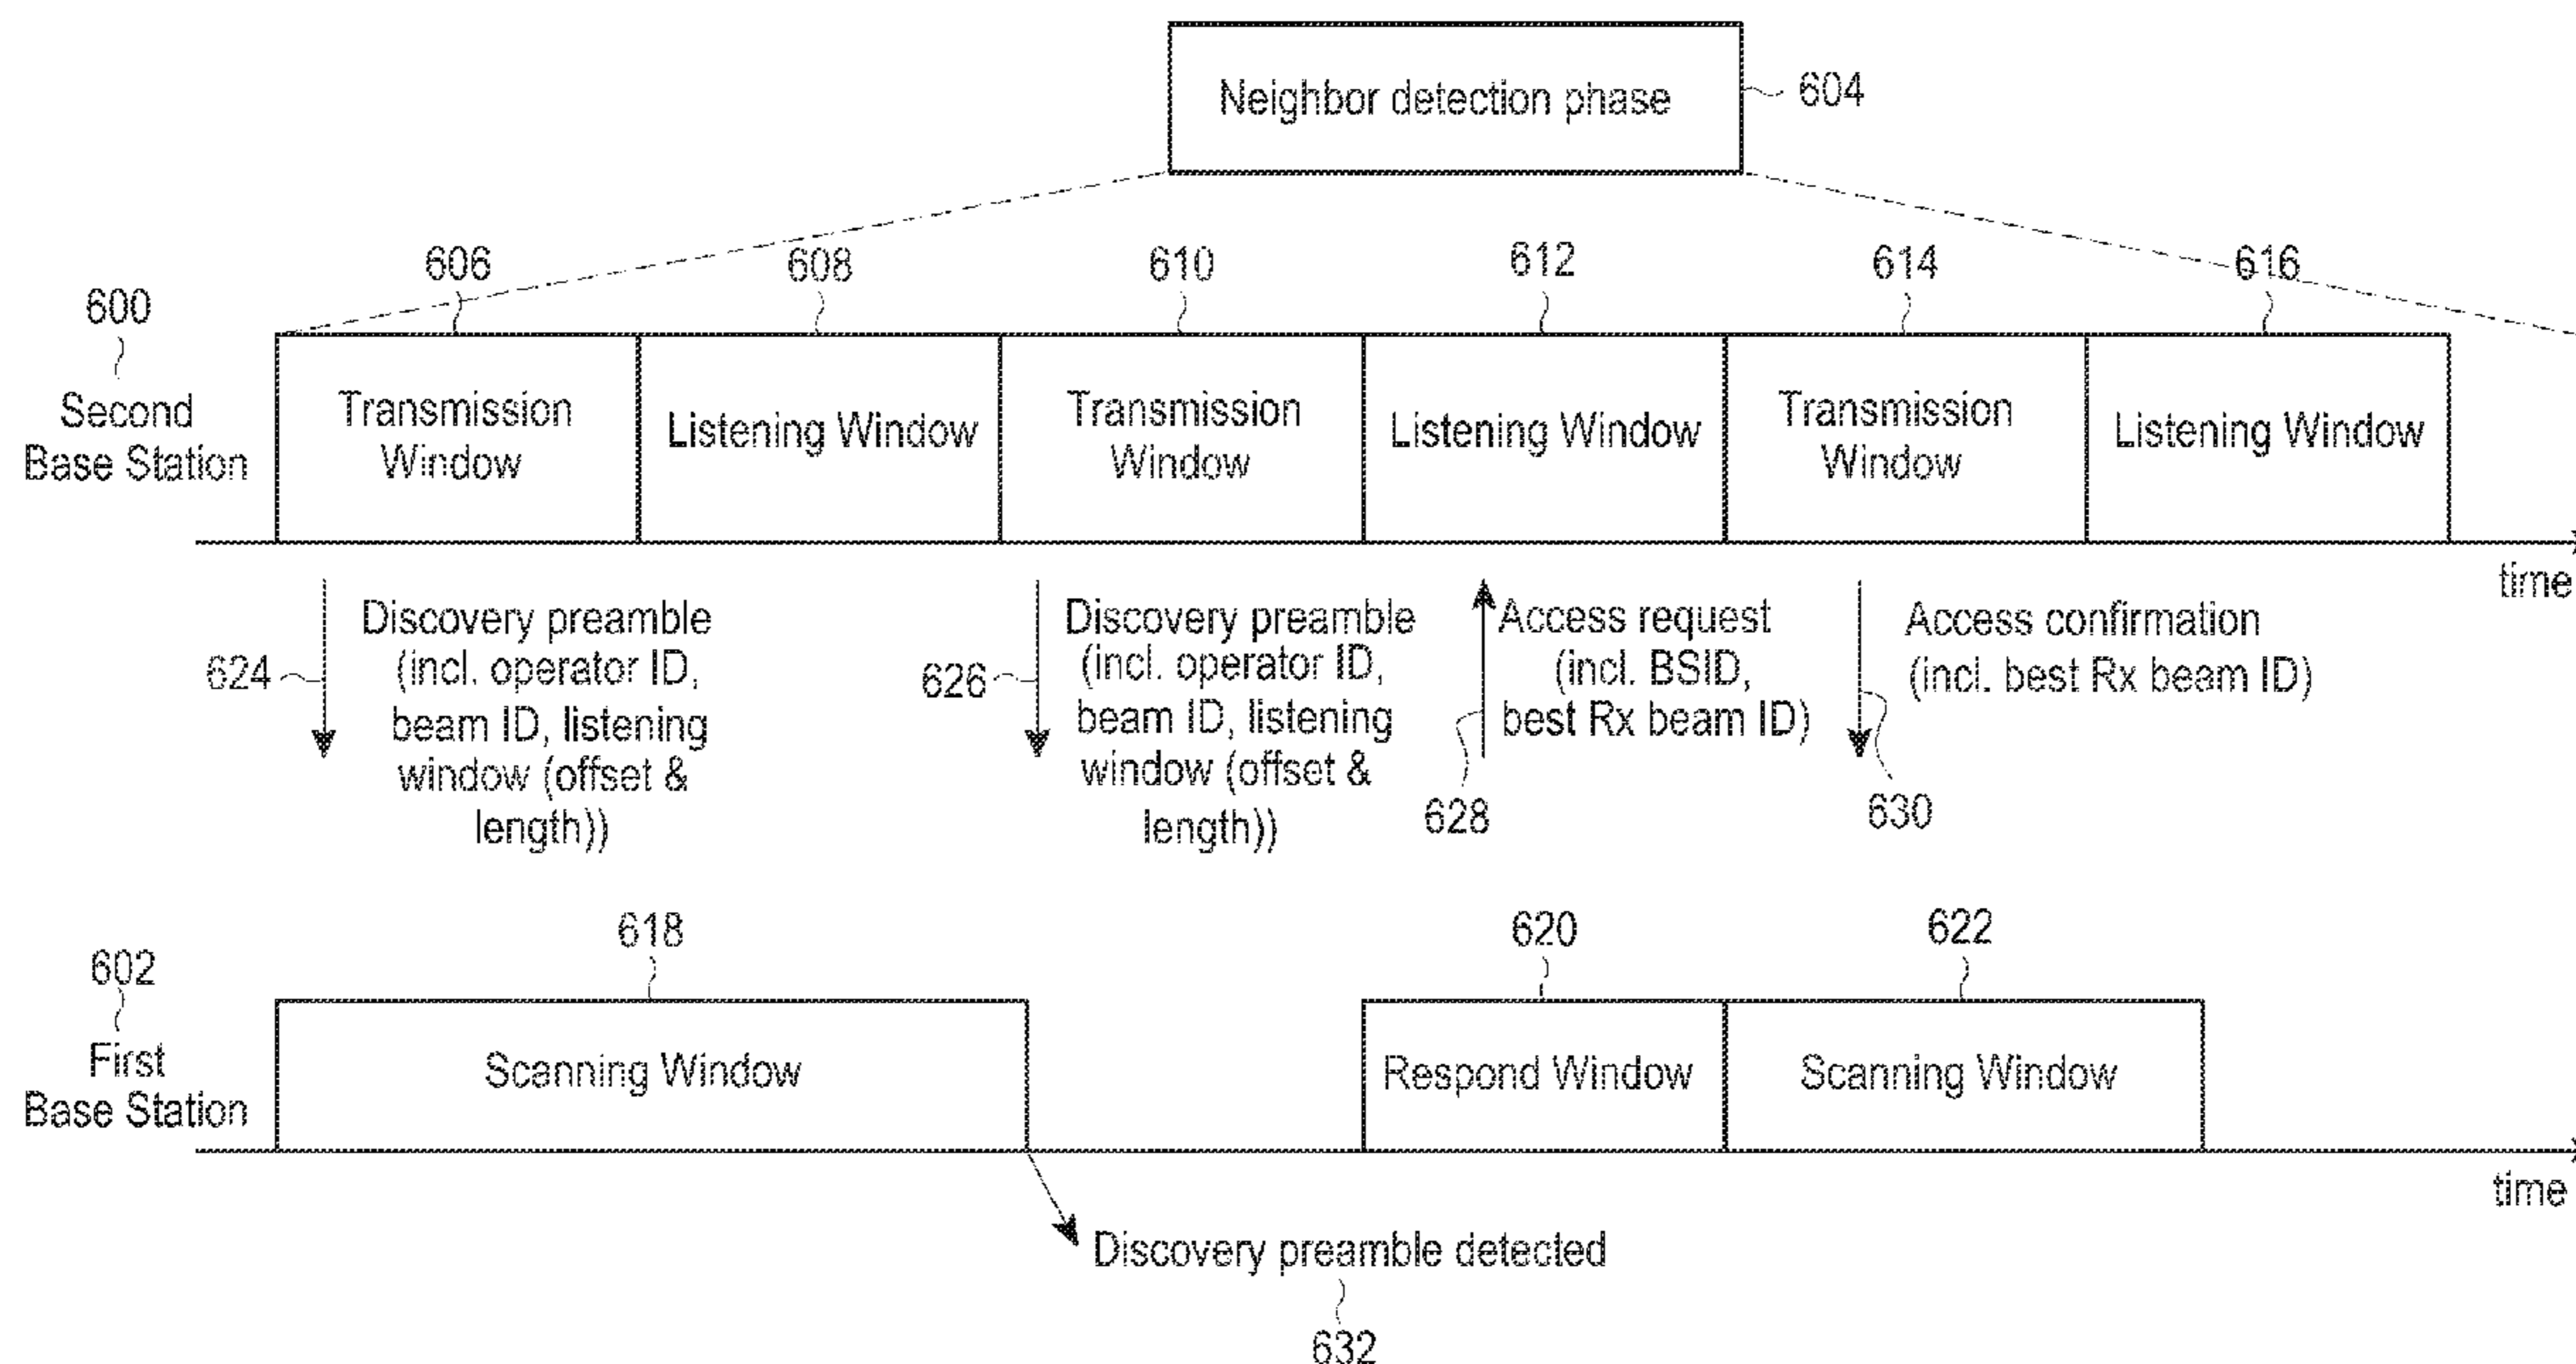 Neighbor detection phase
604
606
608
610
612
614
616
600
Second
Base Station
Transmission
Window
Listening Window
Transmission
Window
Listening Window
Transmission
Window
Listening Window
time
624
Discovery preamble
(incl. operator ID,
beam ID, listening
window (offset &
length))
626
Discovery preamble
(incl. operator ID,
beam ID, listening
window (offset &
length))
628
Access request
(incl. BSID,
best Rx beam ID)
630
Access confirmation
(incl. best Rx beam ID)
602
First
Base Station
618
Scanning Window
620
Respond Window
622
Scanning Window
time
Discovery preamble detected
632